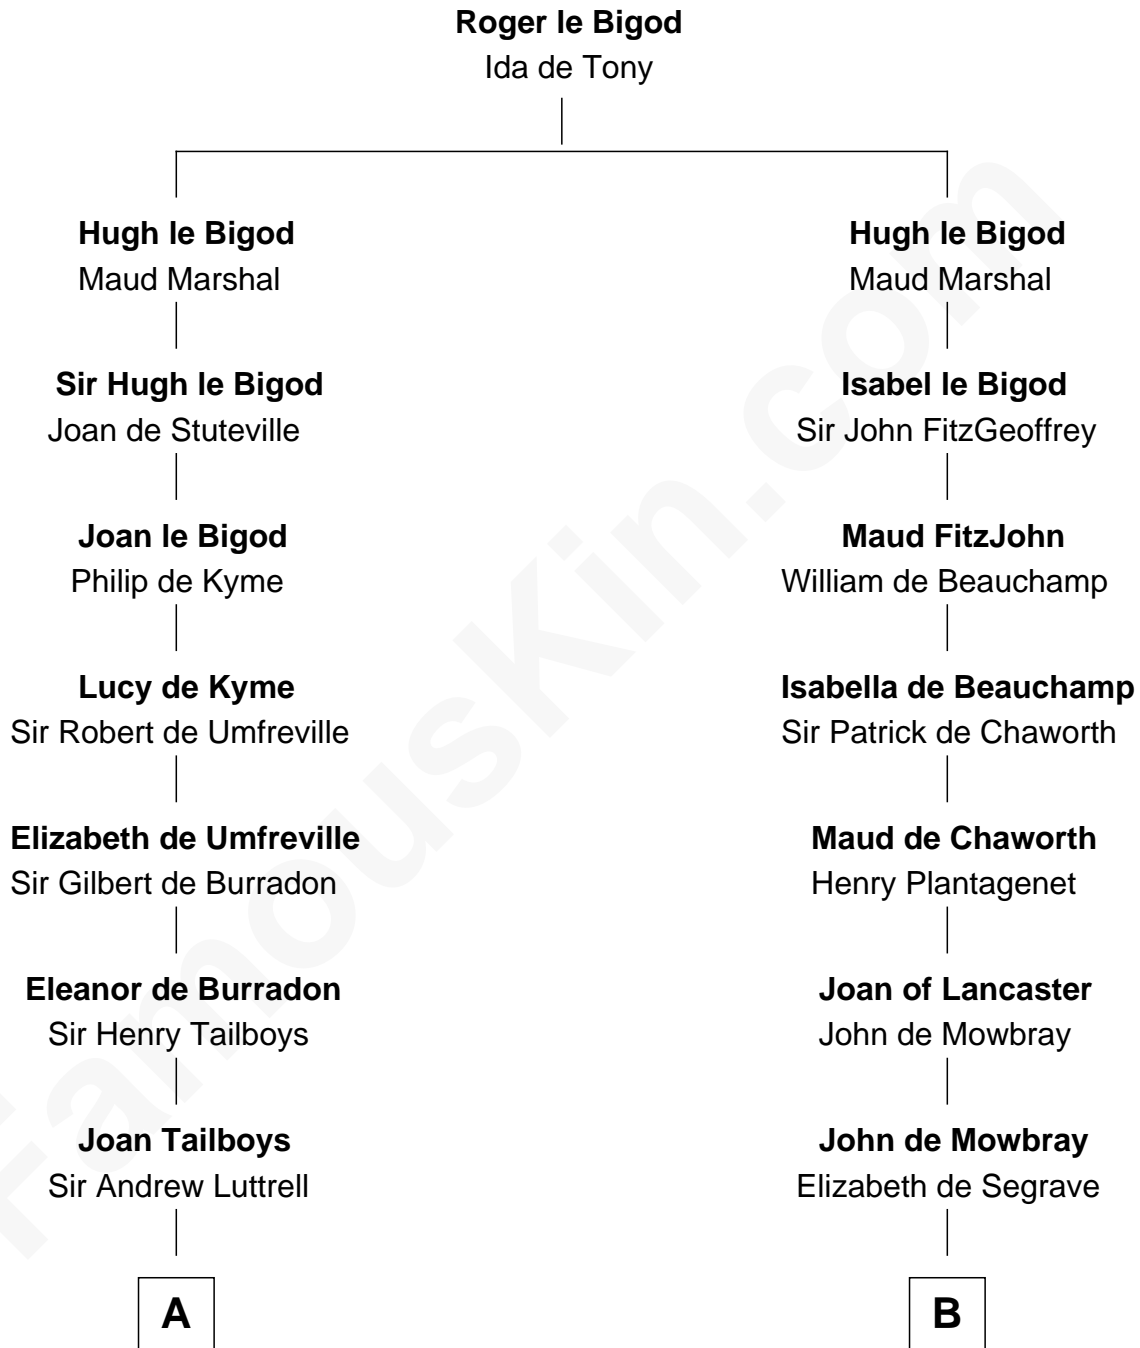 Roger le Bigod
Ida de Tony
Hugh le Bigod
Maud Marshal
Sir Hugh le Bigod
Joan de Stuteville
Joan le Bigod
Philip de Kyme
Lucy de Kyme
Sir Robert de Umfreville
Elizabeth de Umfreville
Sir Gilbert de Burradon
Eleanor de Burradon
Sir Henry Tailboys
Joan Tailboys
Sir Andrew Luttrell
A
Hugh le Bigod
Maud Marshal
Isabel le Bigod
Sir John FitzGeoffrey
Maud FitzJohn
William de Beauchamp
Isabella de Beauchamp
Sir Patrick de Chaworth
Maud de Chaworth
Henry Plantagenet
Joan of Lancaster
John de Mowbray
John de Mowbray
Elizabeth de Segrave
B
FamousKin.com